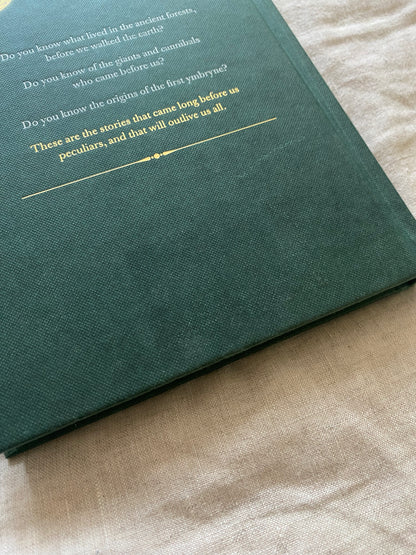 Do you know what lived in the ancient forests,
before we walked the earth?
Do you know of the giants and cannibals
who came before us?
Do you know the origins of the first ymbryne?
These are the stories that came long before us
peculiars, and that will outlive us all.